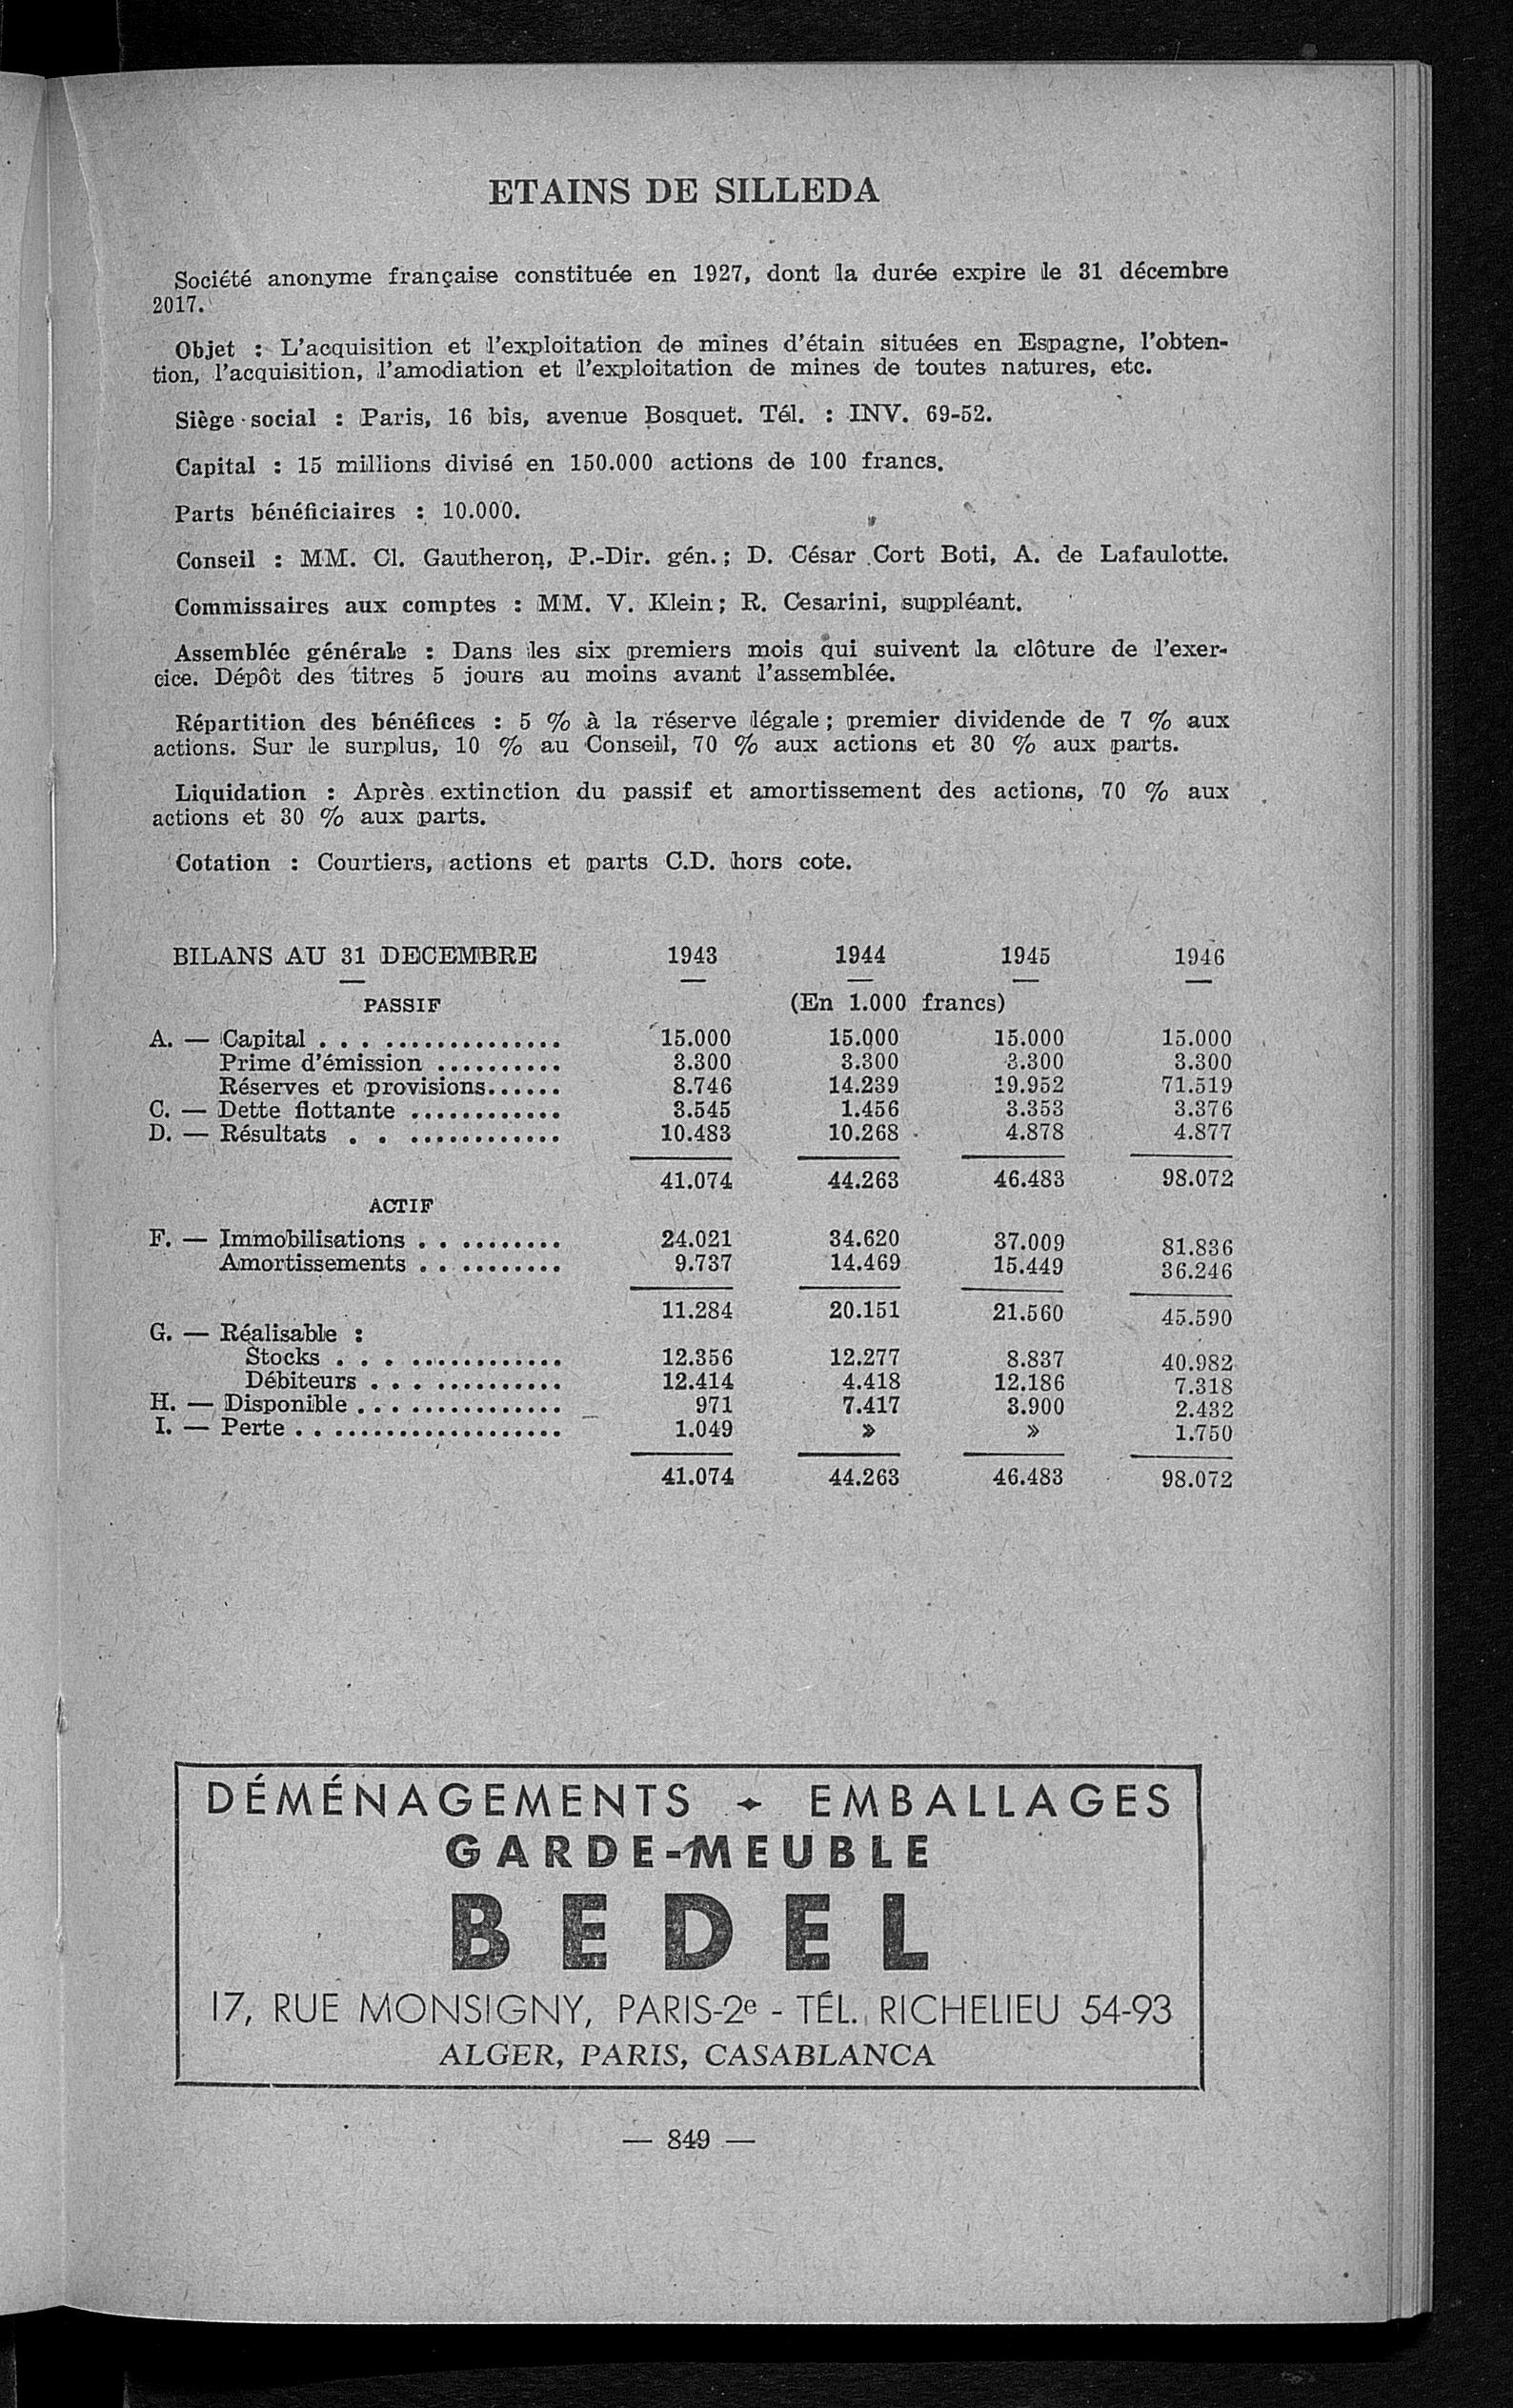 ETAINS DE SILLEDA
Société anonyme française constituée en 1927, dont la durée expire le 31 décembre
2017.
Objet : L'acquisition et l'exploitation de mines d'étain situées en Espagne, l'obten-
tion, l'acquisition, l'amodiation et l'exploitation de mines de toutes natures, etc.
Siège social : Paris, 16 bis, avenue Bosquet. Tél. : INV. 69-52.
Capital : 15 millions divisé en 150.000 actions de 100 francs.
Parts bénéficiaires : 10.000.
Conseil : MM. Cl. Gautheron, P.-Dir. gén.; D. César Cort Boti, A. de Lafaulotte.
Commissaires aux comptes : MM. V. Klein; R. Cesarini, suppléant.
Assemblée générale : Dans les six premiers mois qui suivent la clôture de l'exer-
cice. Dépôt des titres 5 jours au moins avant l'assemblée.
Répartition des bénéfices : 5 % à la réserve légale; premier dividende de 7 % aux
actions. Sur le surplus, 10 % au Conseil, 70 % aux actions et 30 % aux parts.
Liquidation : Après extinction du passif et amortissement des actions, 70 % aux
actions et 30 % aux parts.
Cotation : Courtiers, actions et parts C.D. hors cote.
BILANS AU 31 DECEMBRE 1943 1944 1945 1946
PASSIF (En 1.000 francs)
A. — Capital . . . .............. 15.000 15.000 15.000 15.000
Prime d'émission .......... 3.300 3.300 3.300 3.300
Réserves et provisions...... 8.746 14.239 19.952 71.519
C. — Dette flottante ............ 3.545 1.456 3.353 3.376
D. — Résultats . . ............ 10.483 10.268 4.878 4.877
41.074 44.263 46.483 98.072
ACTIF
F. — Immobilisations . . ........ 24.021 34.620 37.009 81.836
Amortissements . . ........ 9.737 14.469 15.449 36.246
11.284 20.151 21.560 45.590
G. — Réalisable :
Stocks . . . ............ 12.356 12.277 8.837 40.982
Débiteurs . . . .......... 12.414 4.418 12.186 7.318
H. — Disponible . . . ............ 971 7.417 3.900 2.432
I. — Perte . . .................. 1.049 » » 1.750
41.074 44.263 46.483 98.072
DÉMÉNAGEMENTS ✦ EMBALLAGES
GARDE-MEUBLE
BEDEL
17, RUE MONSIGNY, PARIS-2e - TÉL. RICHELIEU 54-93
ALGER, PARIS, CASABLANCA
— 849 —